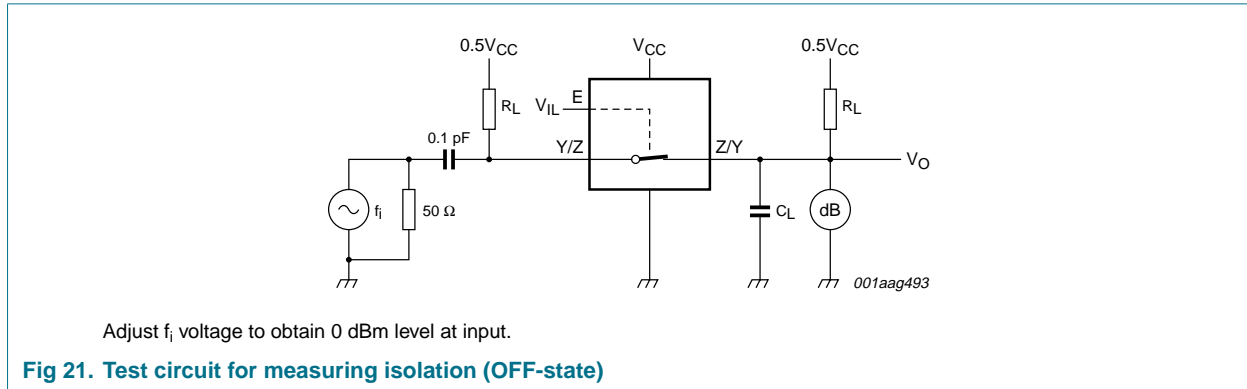 0.5VCC VCC 0.5VCC
RL
VIL E
RL
0.1 pF
Y/Z Z/Y
VO
fi 50 Ω CL dB
001aag493
Adjust fi voltage to obtain 0 dBm level at input.
Fig 21. Test circuit for measuring isolation (OFF-state)